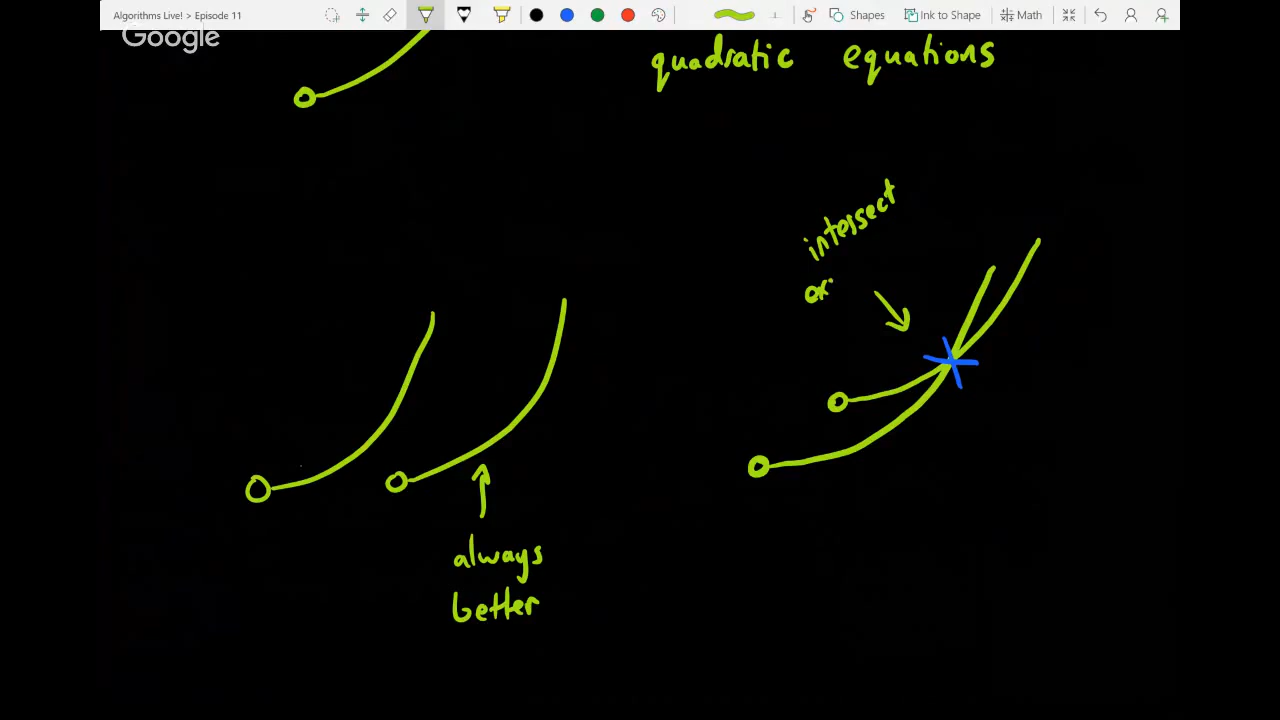 Algorithms Live! > Episode 11
Shapes
Ink to Shape
Math
Google
quadratic equations
intersect
or
always
better